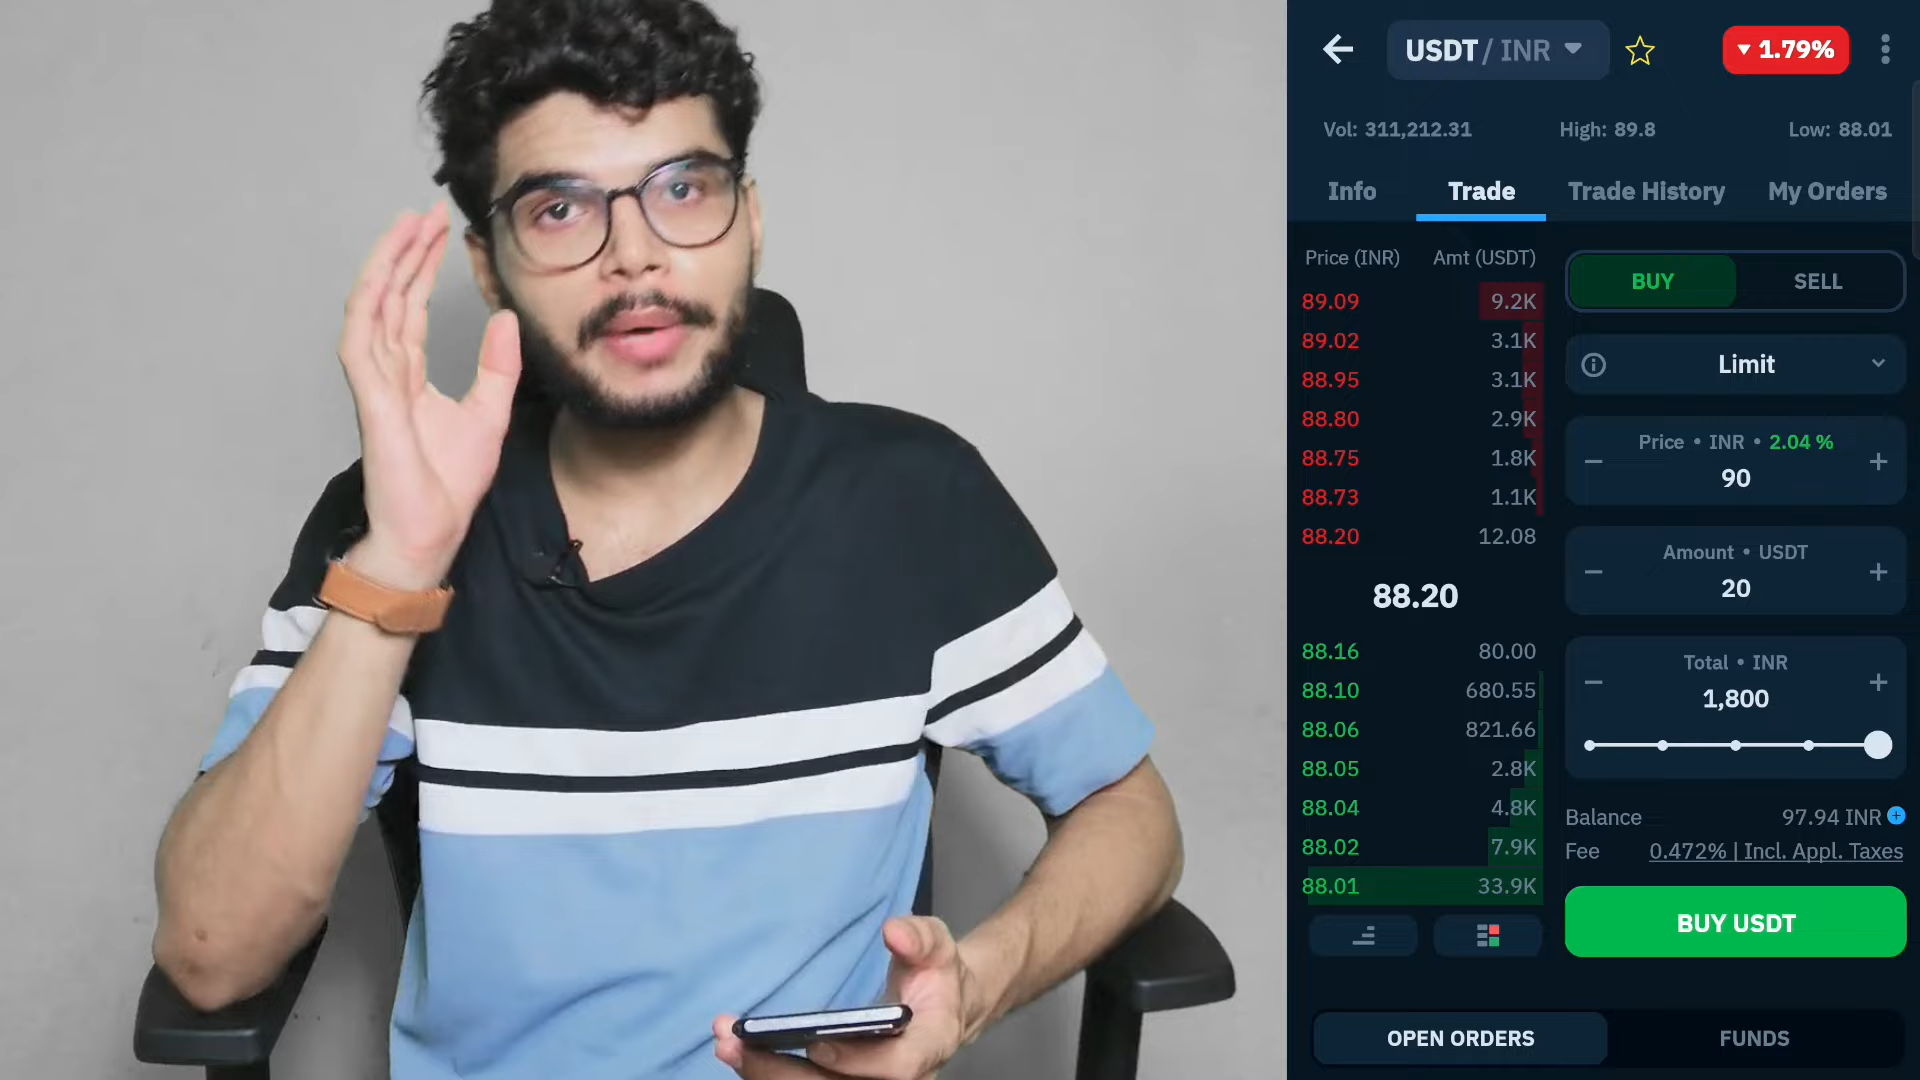 USDT / INR
1.79%
Vol: 311,212.31 High: 89.8 Low: 88.01
Info Trade Trade History My Orders
Price (INR) Amt (USDT)
89.09 9.2K
89.02 3.1K
88.95 3.1K
88.80 2.9K
88.75 1.8K
88.73 1.1K
88.20 12.08
88.20
88.16 80.00
88.10 680.55
88.06 821.66
88.05 2.8K
88.04 4.8K
88.02 7.9K
88.01 33.9K
BUY SELL
Limit
Price • INR • 2.04 %
90
Amount • USDT
20
Total • INR
1,800
Balance 97.94 INR
Fee 0.472% | Incl. Appl. Taxes
BUY USDT
OPEN ORDERS FUNDS